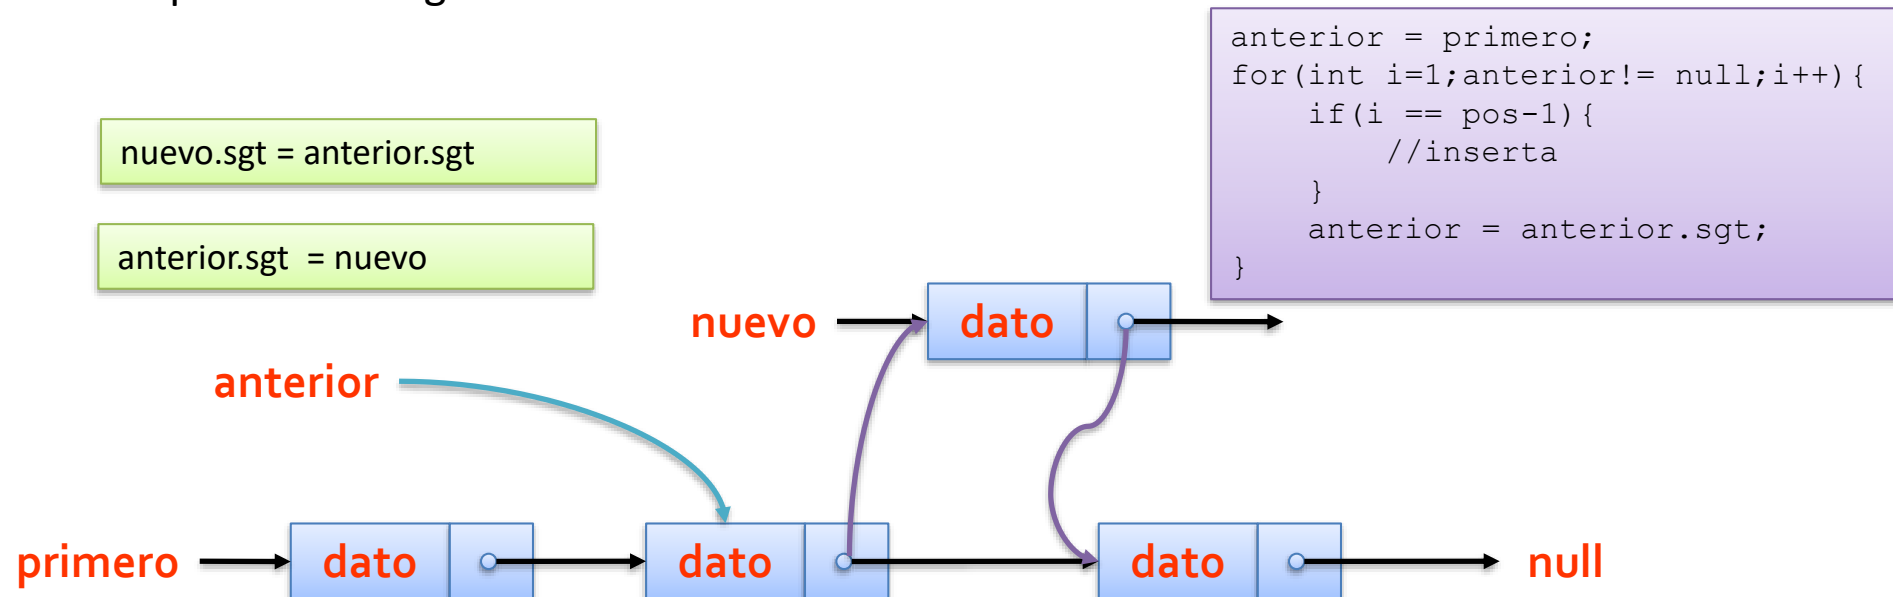 anterior = primero;
for(int i=1;anterior!= null;i++){
if(i == pos-1){
//inserta
}
anterior = anterior.sgt;
}
nuevo.sgt = anterior.sgt
anterior.sgt = nuevo
nuevo
dato
anterior
primero
dato
dato
dato
null